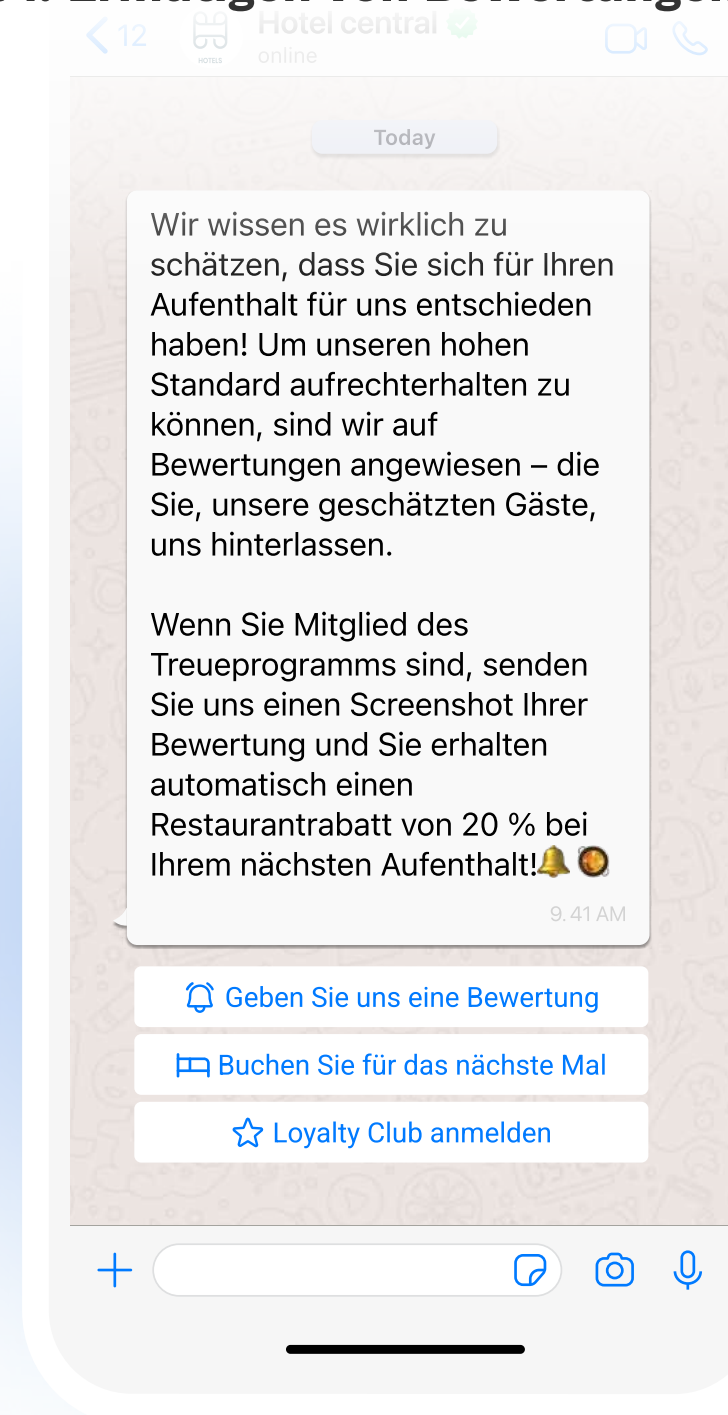 von
12
Hotel central
online
HOTELS
Today
Wir wissen es wirklich zu
schätzen, dass Sie sich für Ihren
Aufenthalt für uns entschieden
haben! Um unseren hohen
Standard aufrechterhalten zu
können, sind wir auf
Bewertungen angewiesen – die
Sie, unsere geschätzten Gäste,
uns hinterlassen.
Wenn Sie Mitglied des
Treueprogramms sind, senden
Sie uns einen Screenshot Ihrer
Bewertung und Sie erhalten
automatisch einen
Restaurantrabatt von 20 % bei
Ihrem nächsten Aufenthalt!🔔🥘
9.41 AM
Geben Sie uns eine Bewertung
Buchen Sie für das nächste Mal
Loyalty Club anmelden